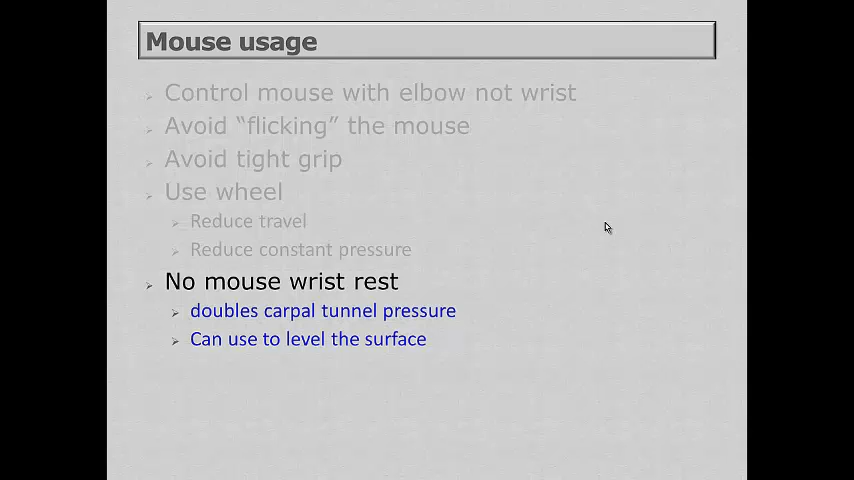 Mouse usage
Control mouse with elbow not wrist
Avoid “flicking” the mouse
Avoid tight grip
Use wheel
Reduce travel
Reduce constant pressure
No mouse wrist rest
doubles carpal tunnel pressure
Can use to level the surface